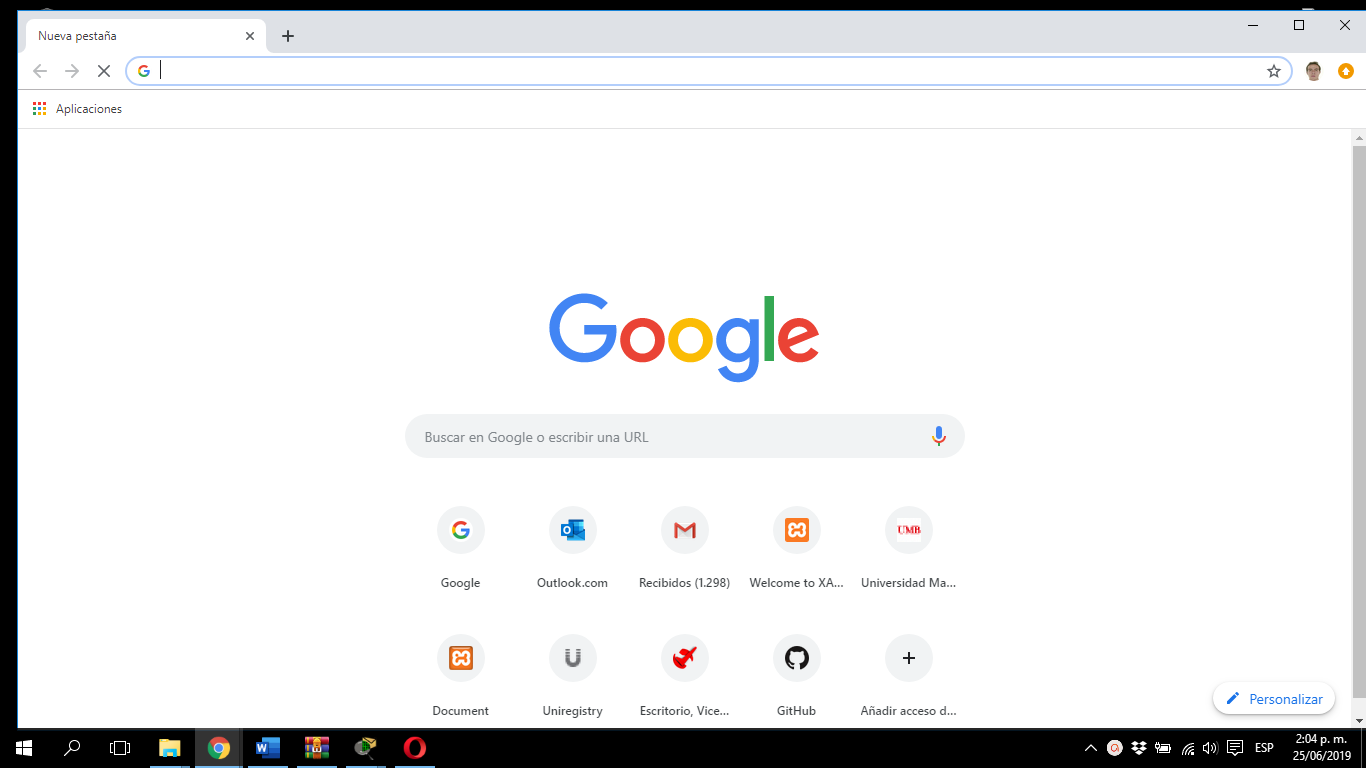 Nueva pestaña
Aplicaciones
Google
Buscar en Google o escribir una URL
UMB
Google
Outlook.com
Recibidos (1.298)
Welcome to XA...
Universidad Ma...
Document
Uniregistry
Escritorio, Vice...
GitHub
Añadir acceso d...
Personalizar
ESP
2:04 p. m.
25/06/2019